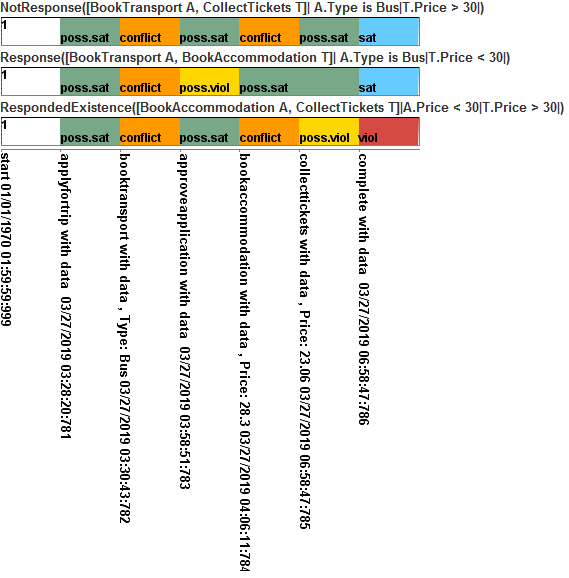 NotResponse([BookTransport A, CollectTickets T]| A.Type is Bus|T.Price > 30|)
1
poss.sat conflict poss.sat conflict poss.sat sat
Response([BookTransport A, BookAccommodation T]| A.Type is Bus|T.Price < 30|)
1
poss.sat conflict poss.viol poss.sat sat
RespondedExistence([BookAccommodation A, CollectTickets T]|A.Price < 30|T.Price > 30|)
1
poss.sat conflict poss.sat conflict poss.viol viol
start 01/01/1970 01:59:59:999
applyfortrip with data 03/27/2019 03:28:20:781
booktransport with data , Type: Bus 03/27/2019 03:30:43:782
approveapplication with data 03/27/2019 03:58:51:783
bookaccommodation with data , Price: 28.3 03/27/2019 04:06:11:784
collecttickets with data , Price: 23.06 03/27/2019 06:58:47:785
complete with data 03/27/2019 06:58:47:786